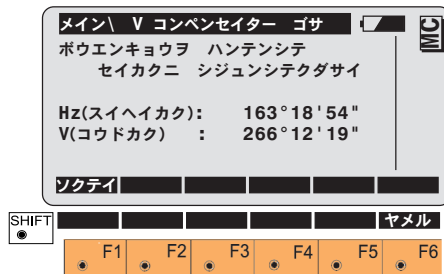 メイン\ V コンペンセイター ゴサ
MC
ボウエンキョウヲ ハンテンシテ
セイカクニ シジュンシテクダサイ
Hz(スイヘイカク): 163°18'54"
V(コウドカク) : 266°12'19"
ソクテイ
SHIFT ヤメル
F1 F2 F3 F4 F5 F6